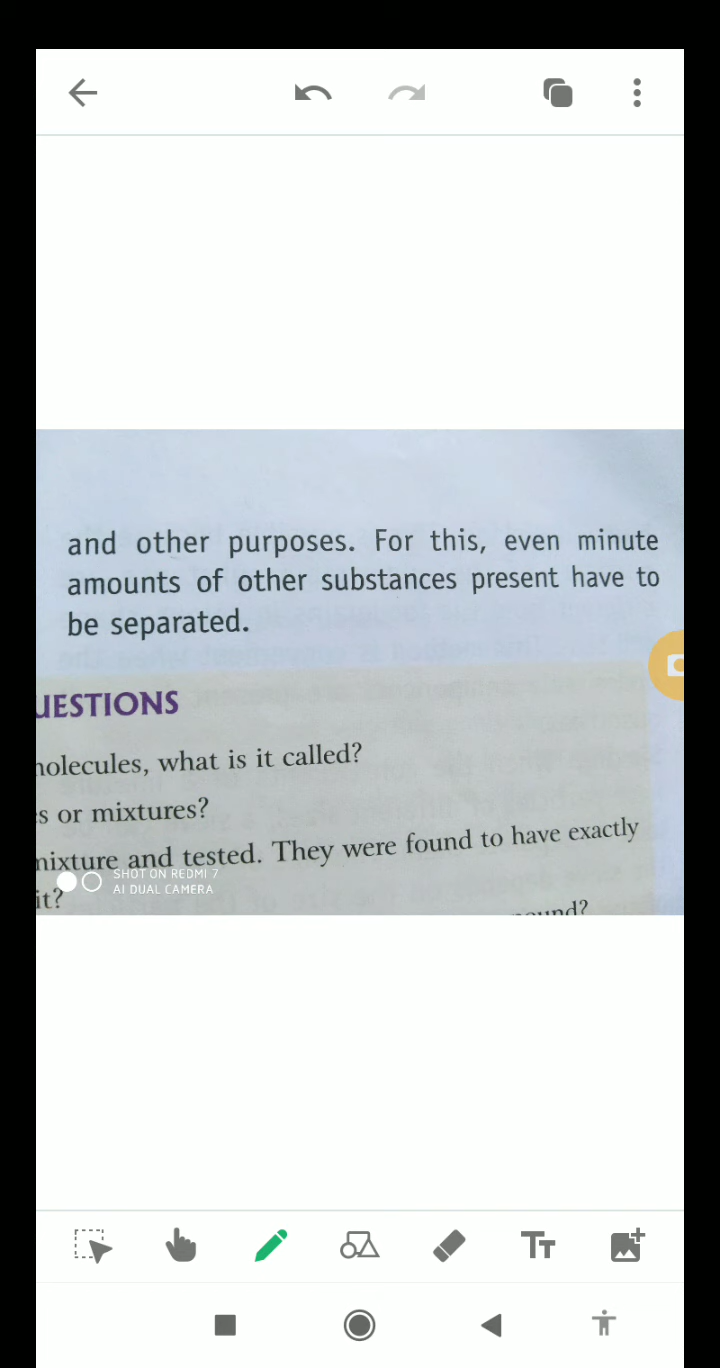 and other purposes. For this, even minute
amounts of other substances present have to
be separated.
UESTIONS
nolecules, what is it called?
s or mixtures?
mixture and tested. They were found to have exactly
SHOT ON REDMI 7
AI DUAL CAMERA
it?
ound?
Tт